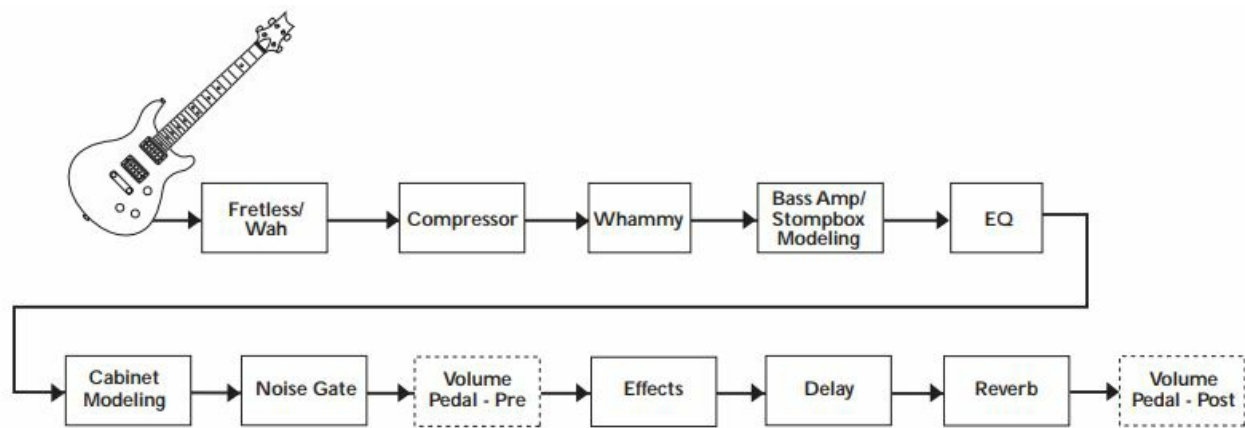 Fretless/
Wah
Compressor
Whammy
Bass Amp/
Stompbox
Modeling
EQ
Cabinet
Modeling
Noise Gate
Volume
Pedal - Pre
Effects
Delay
Reverb
Volume
Pedal - Post